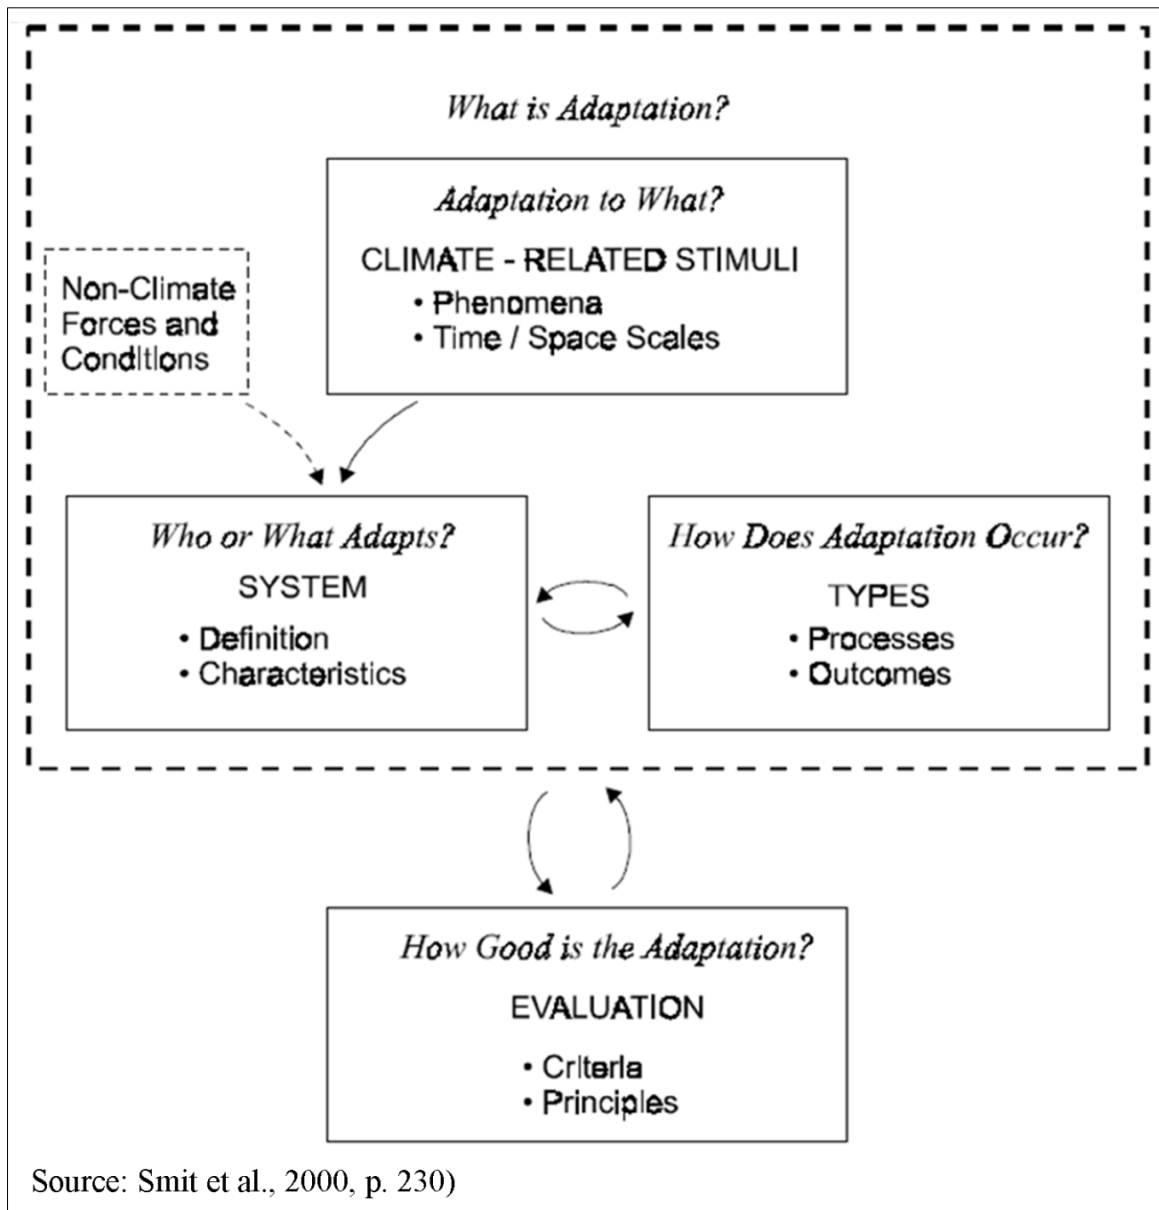 What is Adaptation?
Adaptation to What?
CLIMATE - RELATED STIMULI
• Phenomena
• Time / Space Scales
Non-Climate
Forces and
Conditions
Who or What Adapts?
SYSTEM
• Definition
• Characteristics
How Does Adaptation Occur?
TYPES
• Processes
• Outcomes
How Good is the Adaptation?
EVALUATION
• Criteria
• Principles
Source: Smit et al., 2000, p. 230)